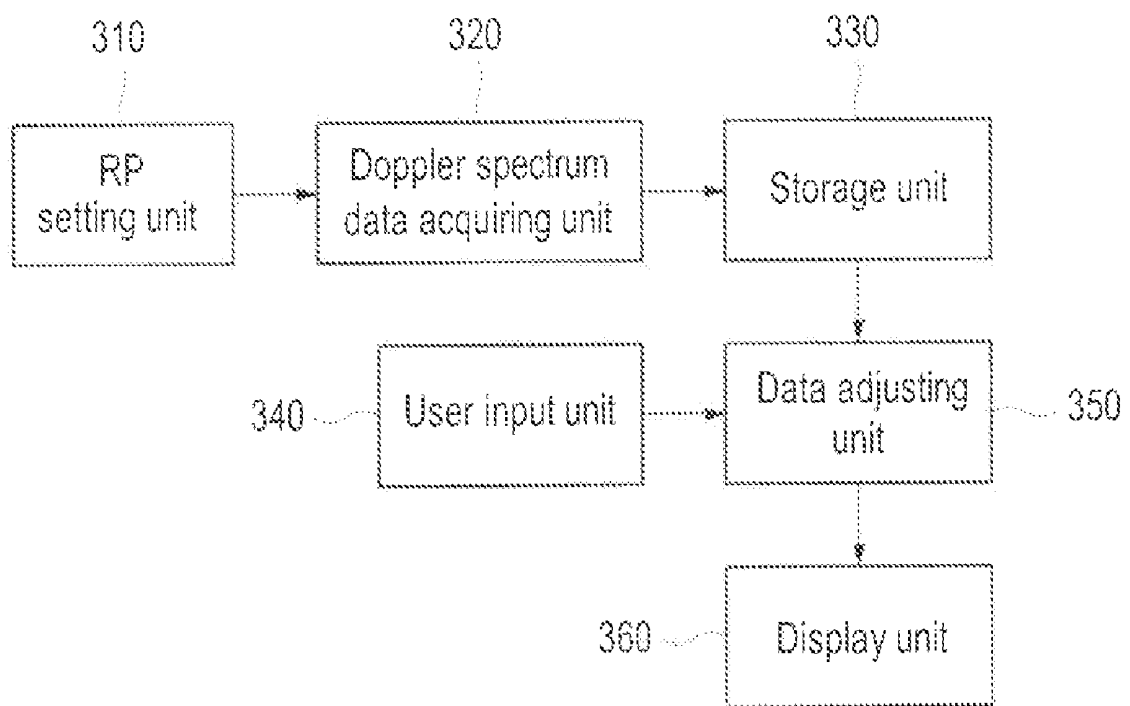 310
320
330
RP
setting unit
Doppler spectrum
data acquiring unit
Storage unit
340
User input unit
Data adjusting
unit
350
360
Display unit